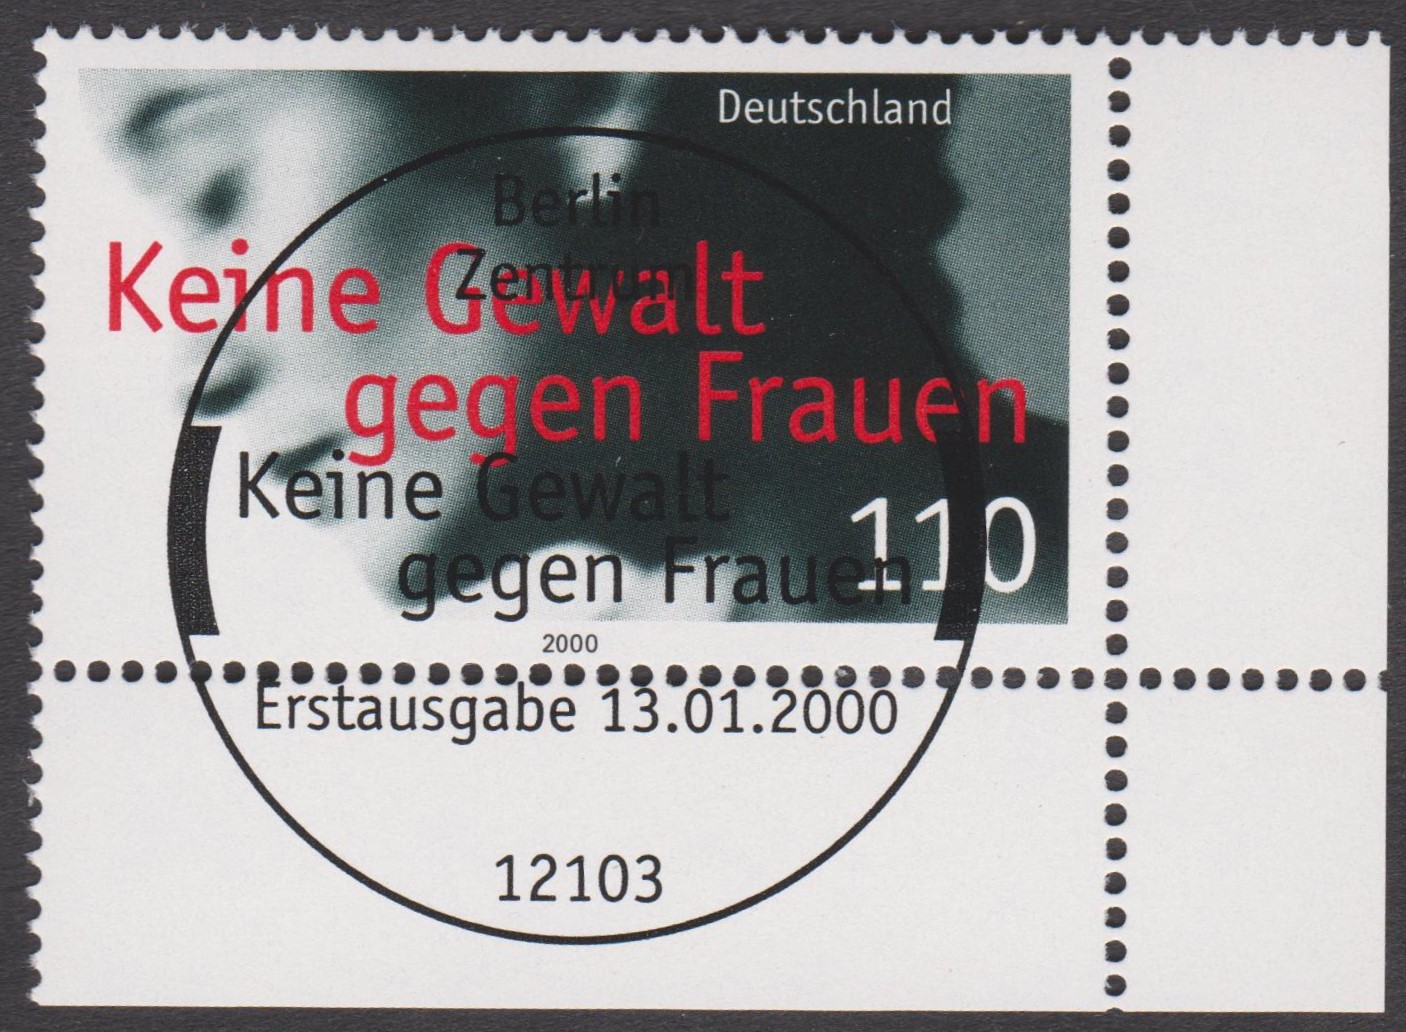 Deutschland
Berlin
Zentrum
Keine Gewalt
gegen Frauen
Keine Gewalt
gegen Frauen
110
2000
Erstausgabe 13.01.2000
12103